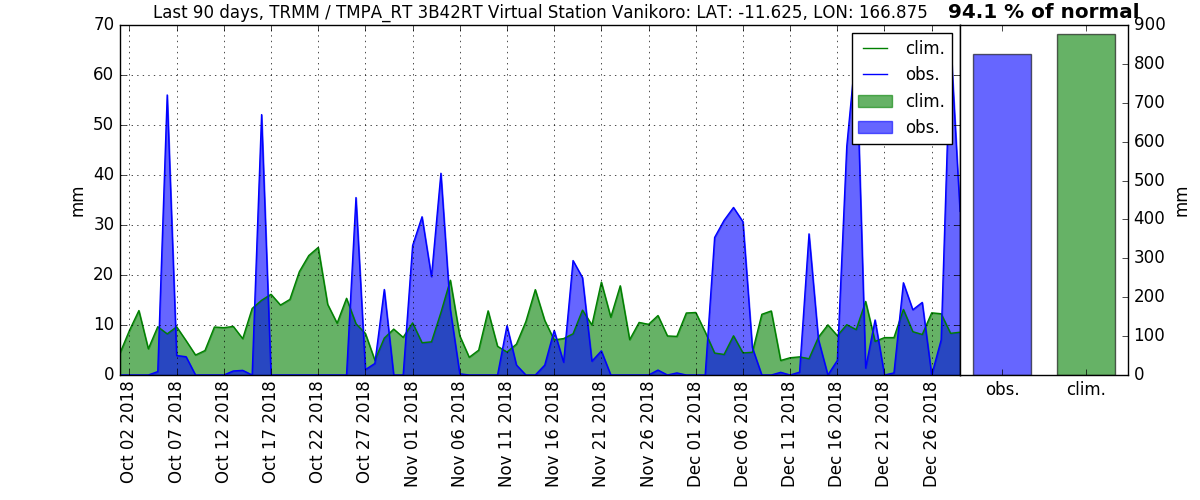 Last 90 days, TRMM / TMPA_RT 3B42RT Virtual Station Vanikoro: LAT: -11.625, LON: 166.875
94.1 % of normal
70
60
50
40
30
20
10
0
mm
clim.
obs.
clim.
obs.
900
800
700
600
500
400
300
200
100
0
mm
Oct 02 2018
Oct 07 2018
Oct 12 2018
Oct 17 2018
Oct 22 2018
Oct 27 2018
Nov 01 2018
Nov 06 2018
Nov 11 2018
Nov 16 2018
Nov 21 2018
Nov 26 2018
Dec 01 2018
Dec 06 2018
Dec 11 2018
Dec 16 2018
Dec 21 2018
Dec 26 2018
obs.
clim.